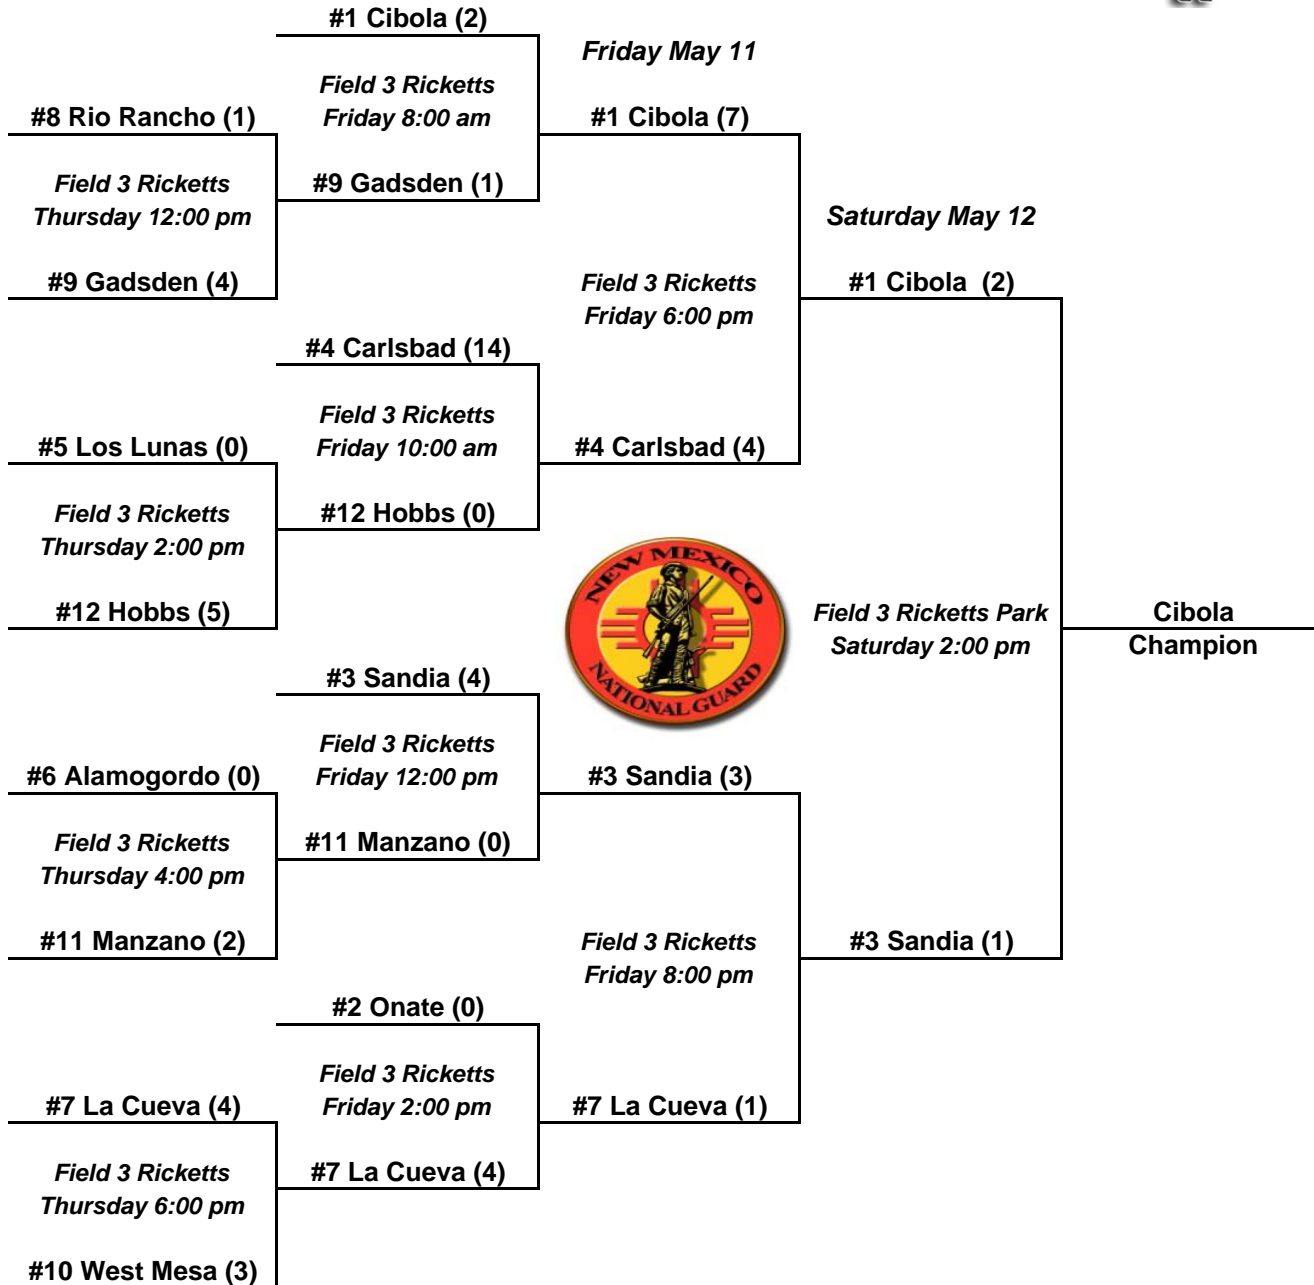 #1 Cibola (2)
Friday May 11
Field 3 Ricketts
Friday 8:00 am
#8 Rio Rancho (1)
#1 Cibola (7)
Field 3 Ricketts
Thursday 12:00 pm
#9 Gadsden (1)
Saturday May 12
#9 Gadsden (4)
Field 3 Ricketts
Friday 6:00 pm
#1 Cibola (2)
#4 Carlsbad (14)
Field 3 Ricketts
Friday 10:00 am
#5 Los Lunas (0)
#4 Carlsbad (4)
Field 3 Ricketts
Thursday 2:00 pm
#12 Hobbs (0)
NEW MEXICO
NATIONAL GUARD
#12 Hobbs (5)
Field 3 Ricketts Park
Saturday 2:00 pm
Cibola
Champion
#3 Sandia (4)
Field 3 Ricketts
Friday 12:00 pm
#6 Alamogordo (0)
#3 Sandia (3)
Field 3 Ricketts
Thursday 4:00 pm
#11 Manzano (0)
#11 Manzano (2)
Field 3 Ricketts
Friday 8:00 pm
#3 Sandia (1)
#2 Onate (0)
Field 3 Ricketts
Friday 2:00 pm
#7 La Cueva (4)
#7 La Cueva (1)
Field 3 Ricketts
Thursday 6:00 pm
#7 La Cueva (4)
#10 West Mesa (3)